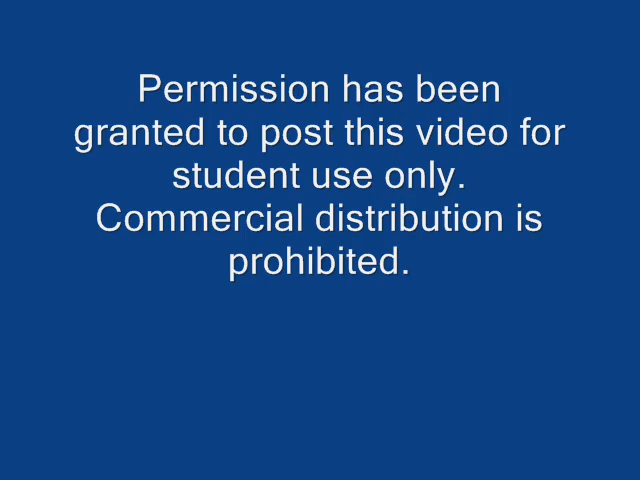 Permission has been
granted to post this video for
student use only.
Commercial distribution is
prohibited.